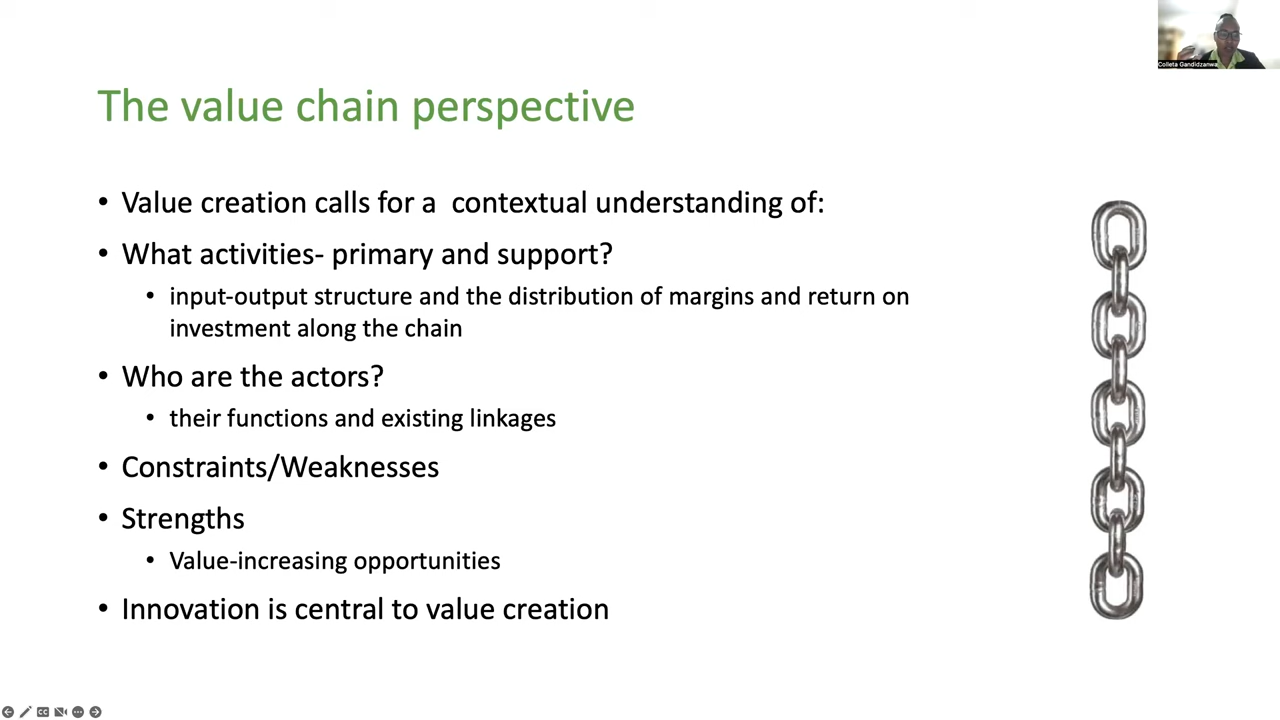 Colleta Gandidzanwa
The value chain perspective
• Value creation calls for a  contextual understanding of:
• What activities- primary and support?
• input-output structure and the distribution of margins and return on
investment along the chain
• Who are the actors?
• their functions and existing linkages
• Constraints/Weaknesses
• Strengths
• Value-increasing opportunities
• Innovation is central to value creation
CC